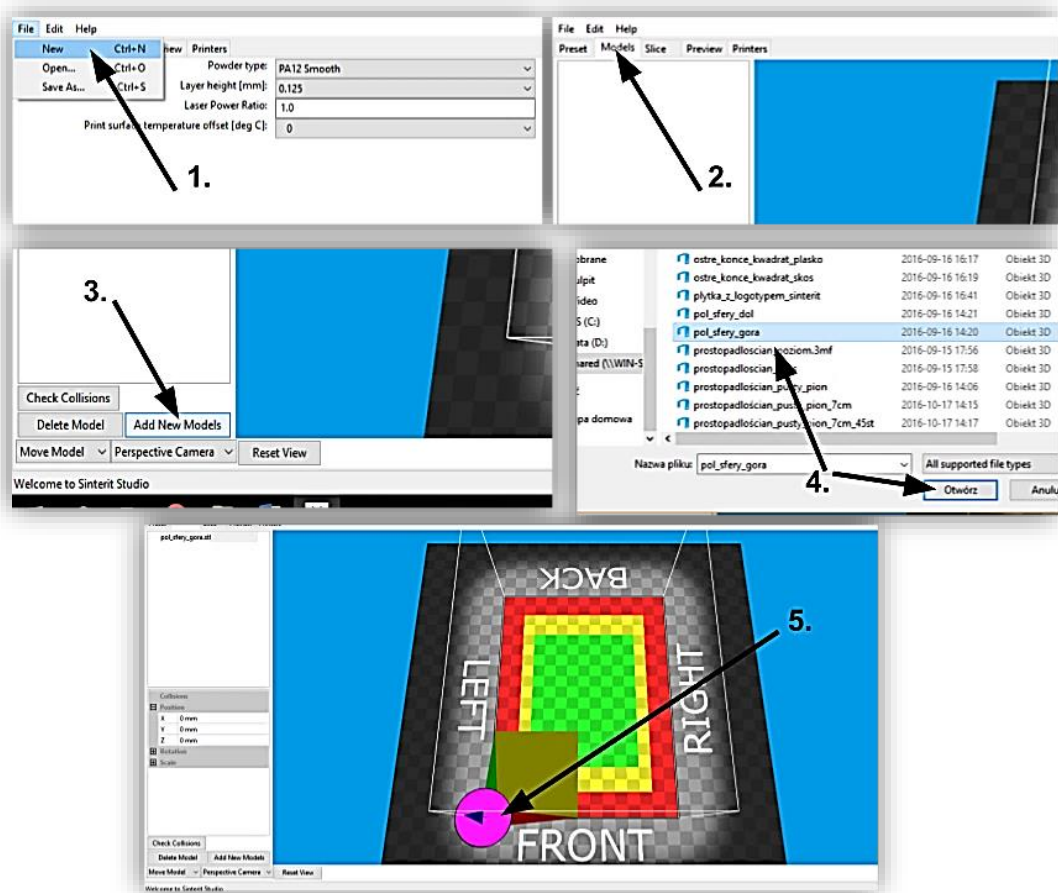 File Edit Help
New Ctrl+N
Open... Ctrl+O
Save As... Ctrl+S
Printers
Powder type: PA12 Smooth
Layer height [mm]: 0.125
Laser Power Ratio: 1.0
Print surface temperature offset [deg C]: 0
1.
File Edit Help
Preset Models Slice Preview Printers
2.
3.
Check Collisions
Delete Model Add New Models
Move Model Perspective Camera Reset View
Welcome to Sinterit Studio
ostre_konce_kwadrat_plasko 2016-09-16 16:17 Obiekt 3D
ostre_konce_kwadrat_skos 2016-09-16 16:19 Obiekt 3D
plytka_z_logotypem_sinterit 2016-09-16 16:41 Obiekt 3D
pol_sfery_dol 2016-09-16 14:21 Obiekt 3D
pol_sfery_gora 2016-09-16 14:20 Obiekt 3D
2016-09-15 17:56 Obiekt 3D
2016-09-15 17:58 Obiekt 3D
2016-09-16 14:06 Obiekt 3D
2016-10-17 14:15 Obiekt 3D
2016-10-17 14:17 Obiekt 3D
Nazwa pliku: pol_sfery_gora All supported file types
4. Otwórz
pol_sfery_gora.stl
BACK
LEFT
RIGHT
FRONT
5.
Collisions
Position
X 0 mm
Y 0 mm
Z 0 mm
Rotation
Scale
Check Collisions
Delete Model Add New Models
Move Model Perspective Camera Reset View
Welcome to Sinterit Studio